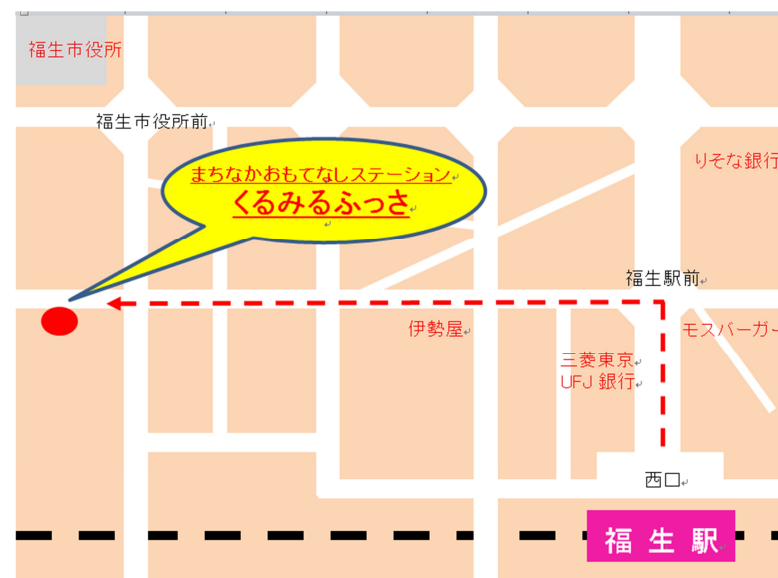 福生市役所
福生市役所前
まちなかおもてなしステーション
くるみるふっさ
りそな銀行
福生駅前
伊勢屋
モスバーガー
三菱東京
UFJ 銀行
西口
福 生 駅